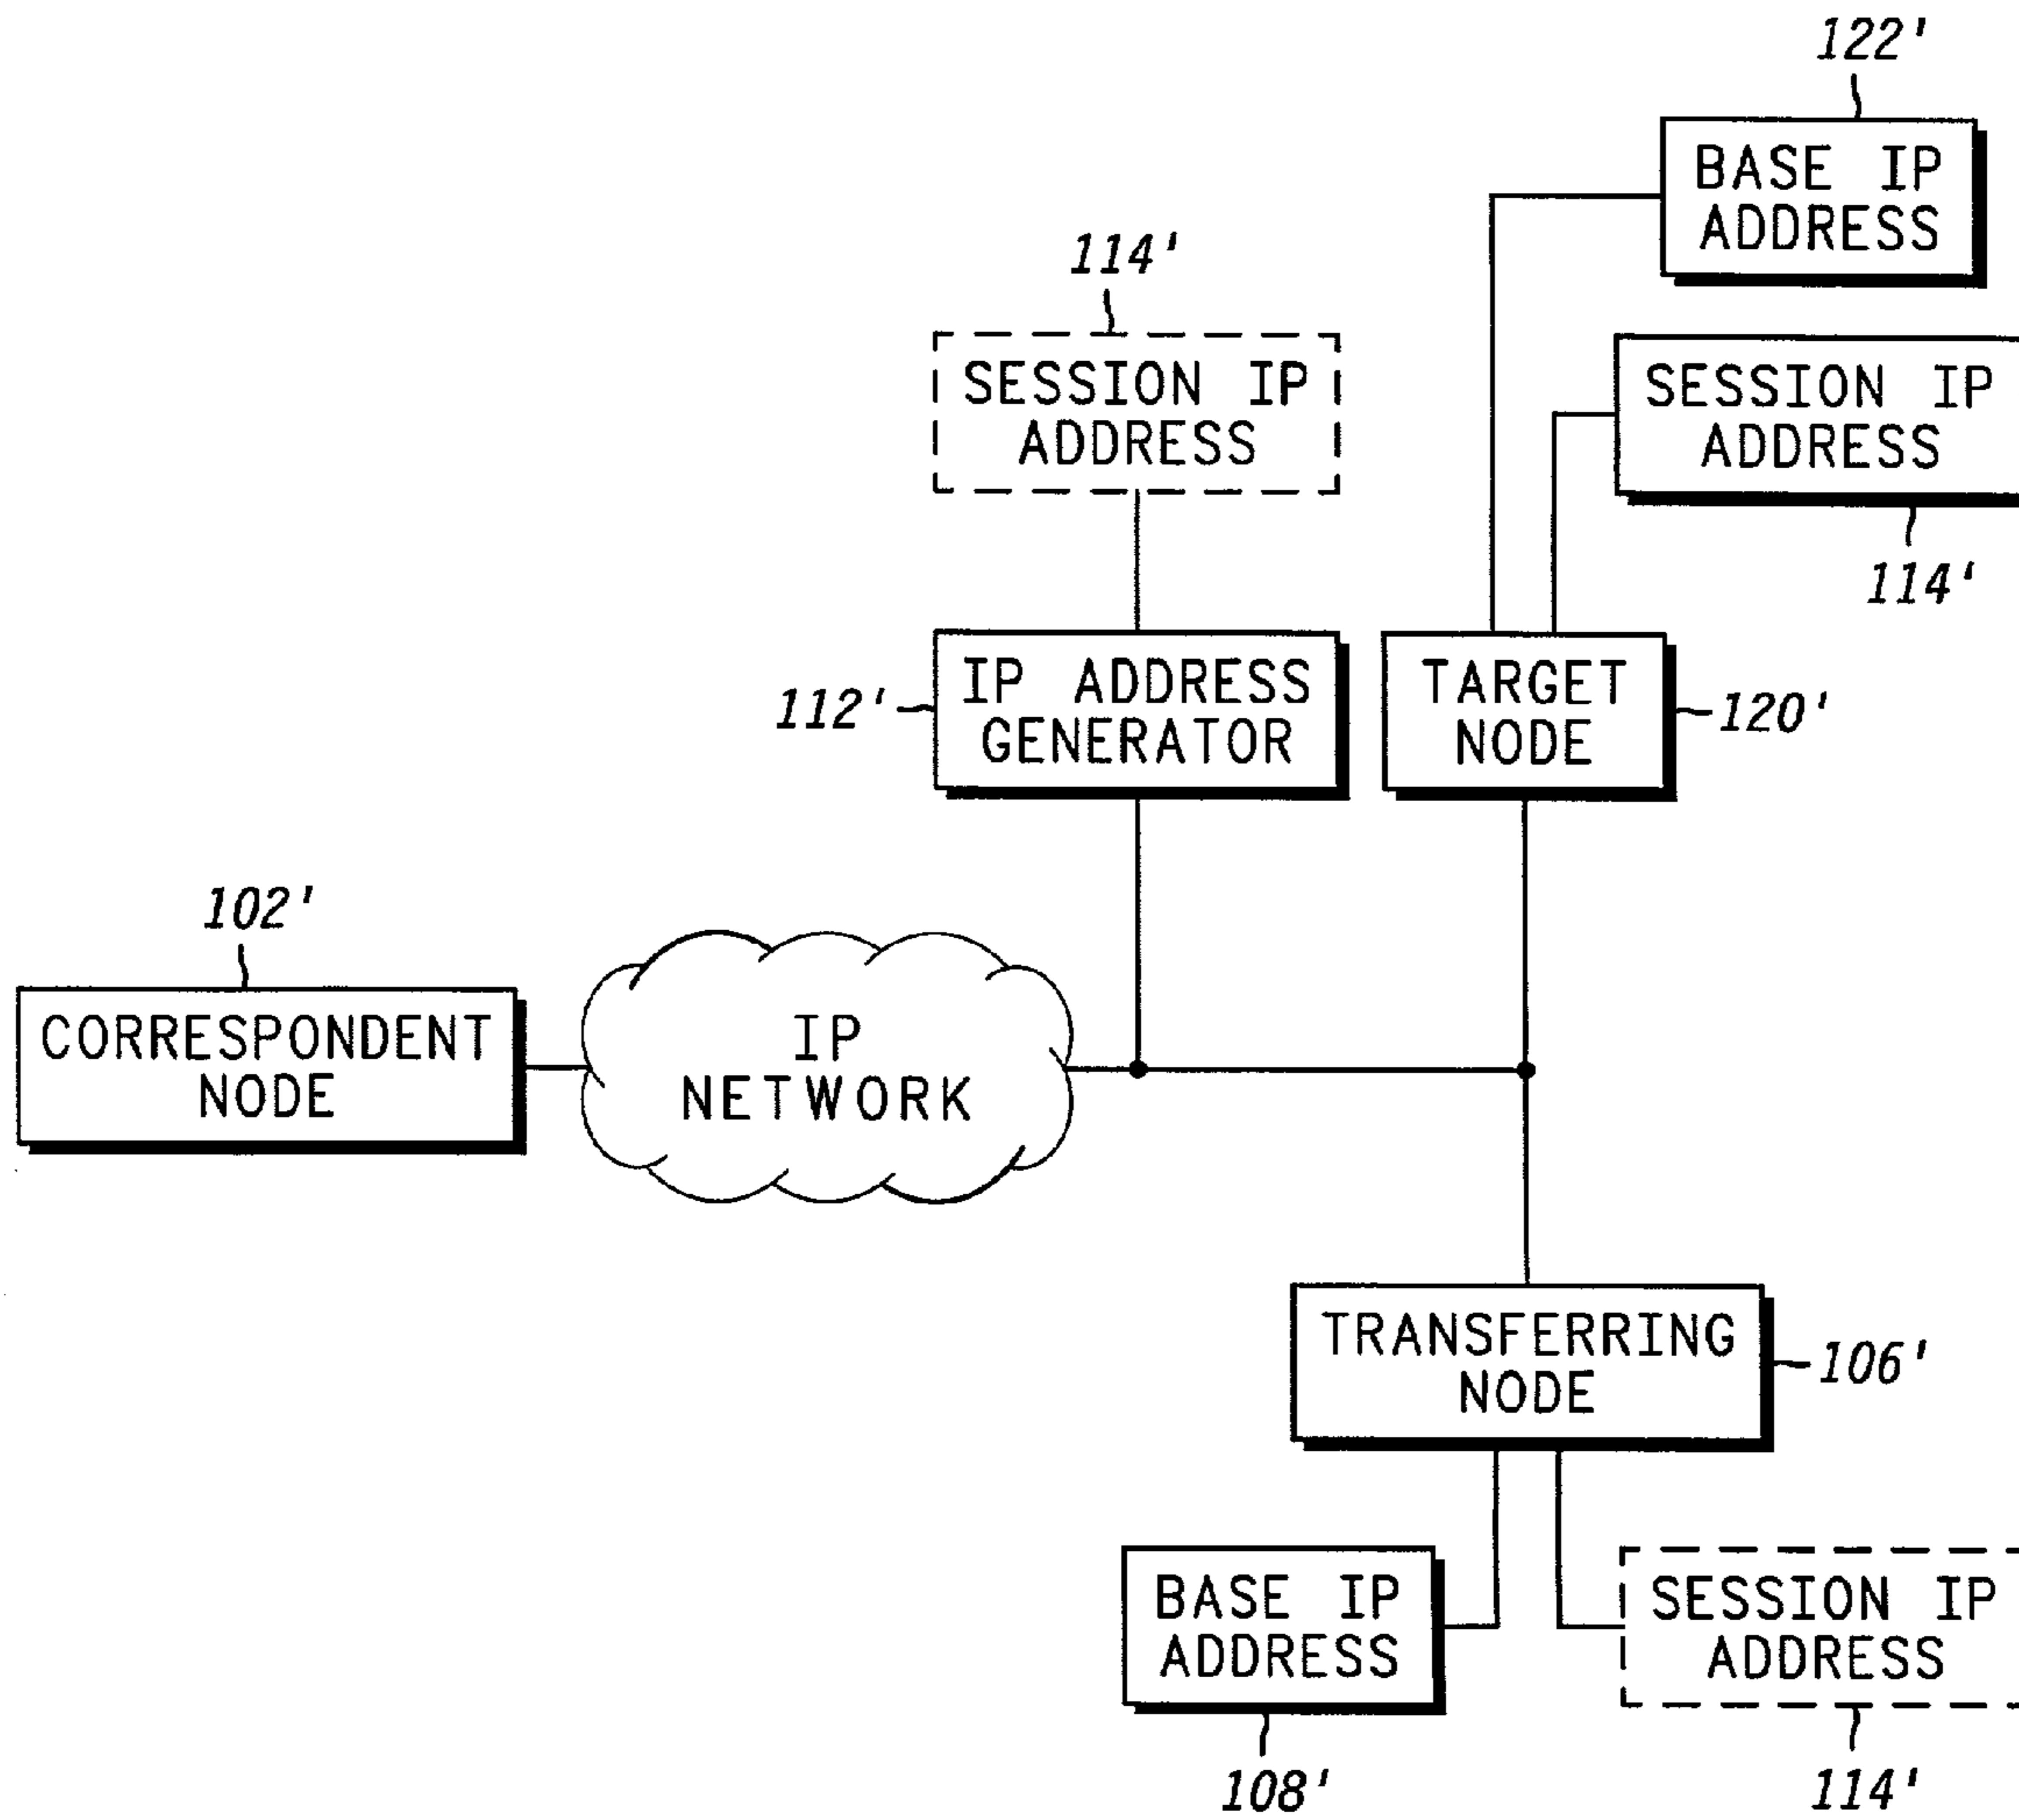 122'
BASE IP
ADDRESS
114'
SESSION IP
ADDRESS
SESSION IP
ADDRESS
114'
112'
IP ADDRESS
GENERATOR
TARGET
NODE
120'
102'
CORRESPONDENT
NODE
IP
NETWORK
TRANSFERRING
NODE
106'
BASE IP
ADDRESS
108'
SESSION IP
ADDRESS
114'